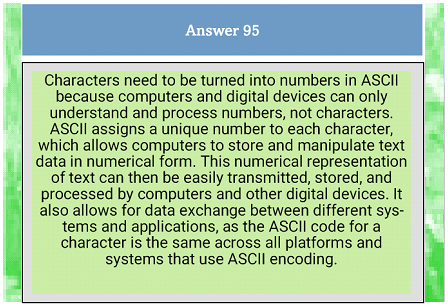 Answer 95
Characters need to be turned into numbers in ASCII
because computers and digital devices can only
understand and process numbers, not characters.
ASCII assigns a unique number to each character,
which allows computers to store and manipulate text
data in numerical form. This numerical representation
of text can then be easily transmitted, stored, and
processed by computers and other digital devices. It
also allows for data exchange between different sys-
tems and applications, as the ASCII code for a
character is the same across all platforms and
systems that use ASCII encoding.